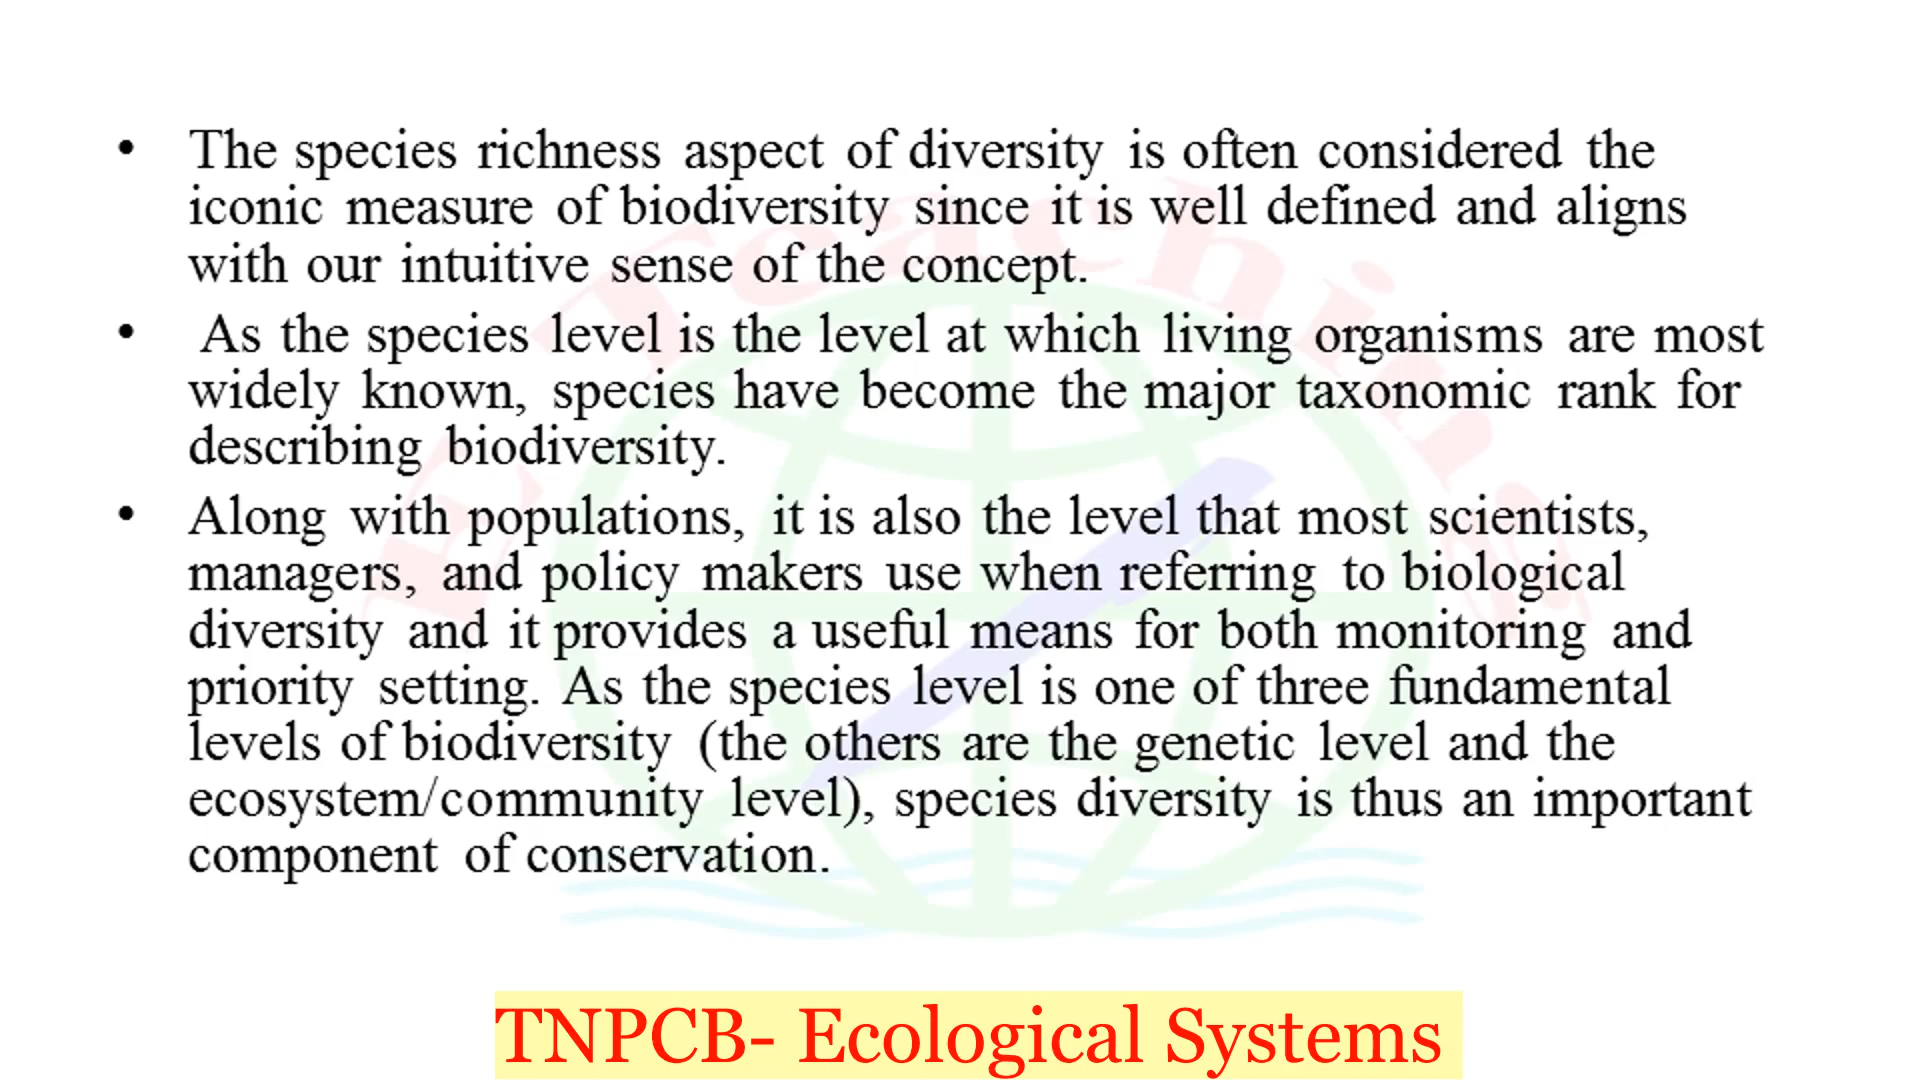 • The species richness aspect of diversity is often considered the
iconic measure of biodiversity since it is well defined and aligns
with our intuitive sense of the concept.
• As the species level is the level at which living organisms are most
widely known, species have become the major taxonomic rank for
describing biodiversity.
• Along with populations, it is also the level that most scientists,
managers, and policy makers use when referring to biological
diversity and it provides a useful means for both monitoring and
priority setting. As the species level is one of three fundamental
levels of biodiversity (the others are the genetic level and the
ecosystem/community level), species diversity is thus an important
component of conservation.
E Teaching
TNPCB- Ecological Systems